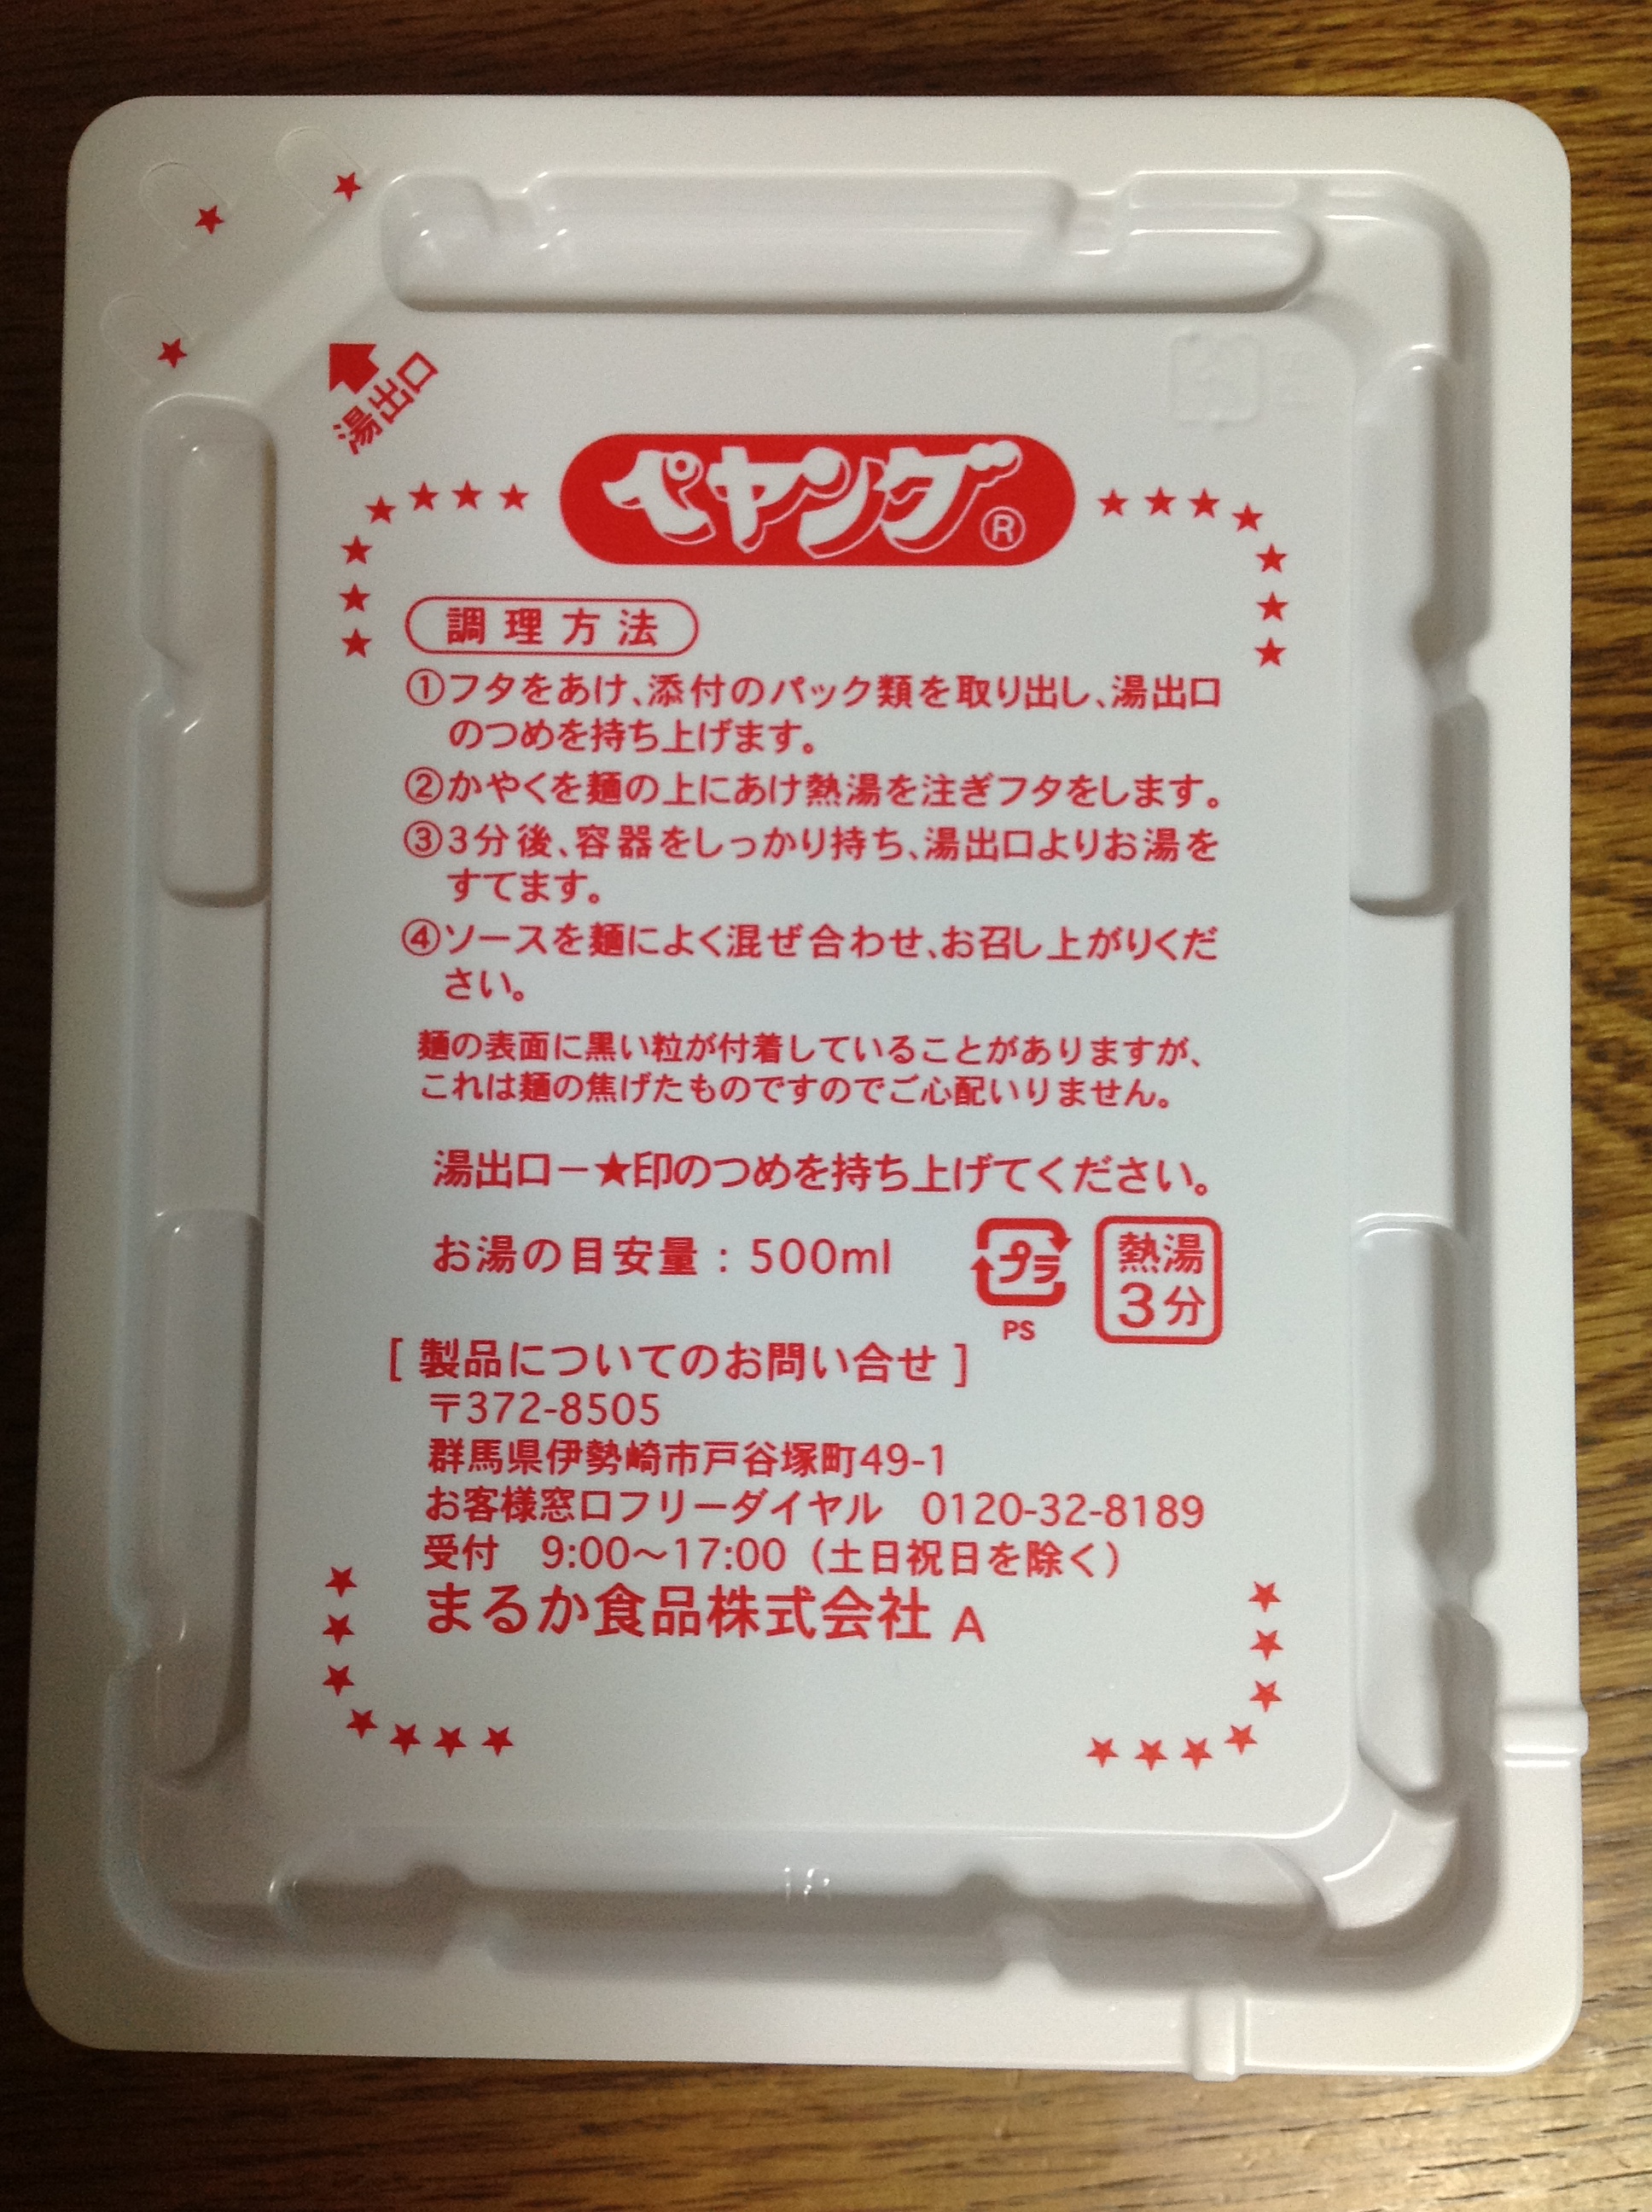 湯出口
ペヤング®
調理方法
①フタをあけ、添付のパック類を取り出し、湯出口
のつめを持ち上げます。
②かやくを麺の上にあけ熱湯を注ぎフタをします。
③3分後、容器をしっかり持ち、湯出口よりお湯を
すてます。
④ソースを麺によく混ぜ合わせ、お召し上がりくだ
さい。
麺の表面に黒い粒が付着していることがありますが、
これは麺の焦げたものですのでご心配いりません。
湯出口ー★印のつめを持ち上げてください。
お湯の目安量：500ml
プラ
PS
熱湯
3分
[ 製品についてのお問い合せ ]
〒372-8505
群馬県伊勢崎市戸谷塚町49-1
お客様窓口フリーダイヤル 0120-32-8189
受付 9:00〜17:00（土日祝日を除く）
まるか食品株式会社 A